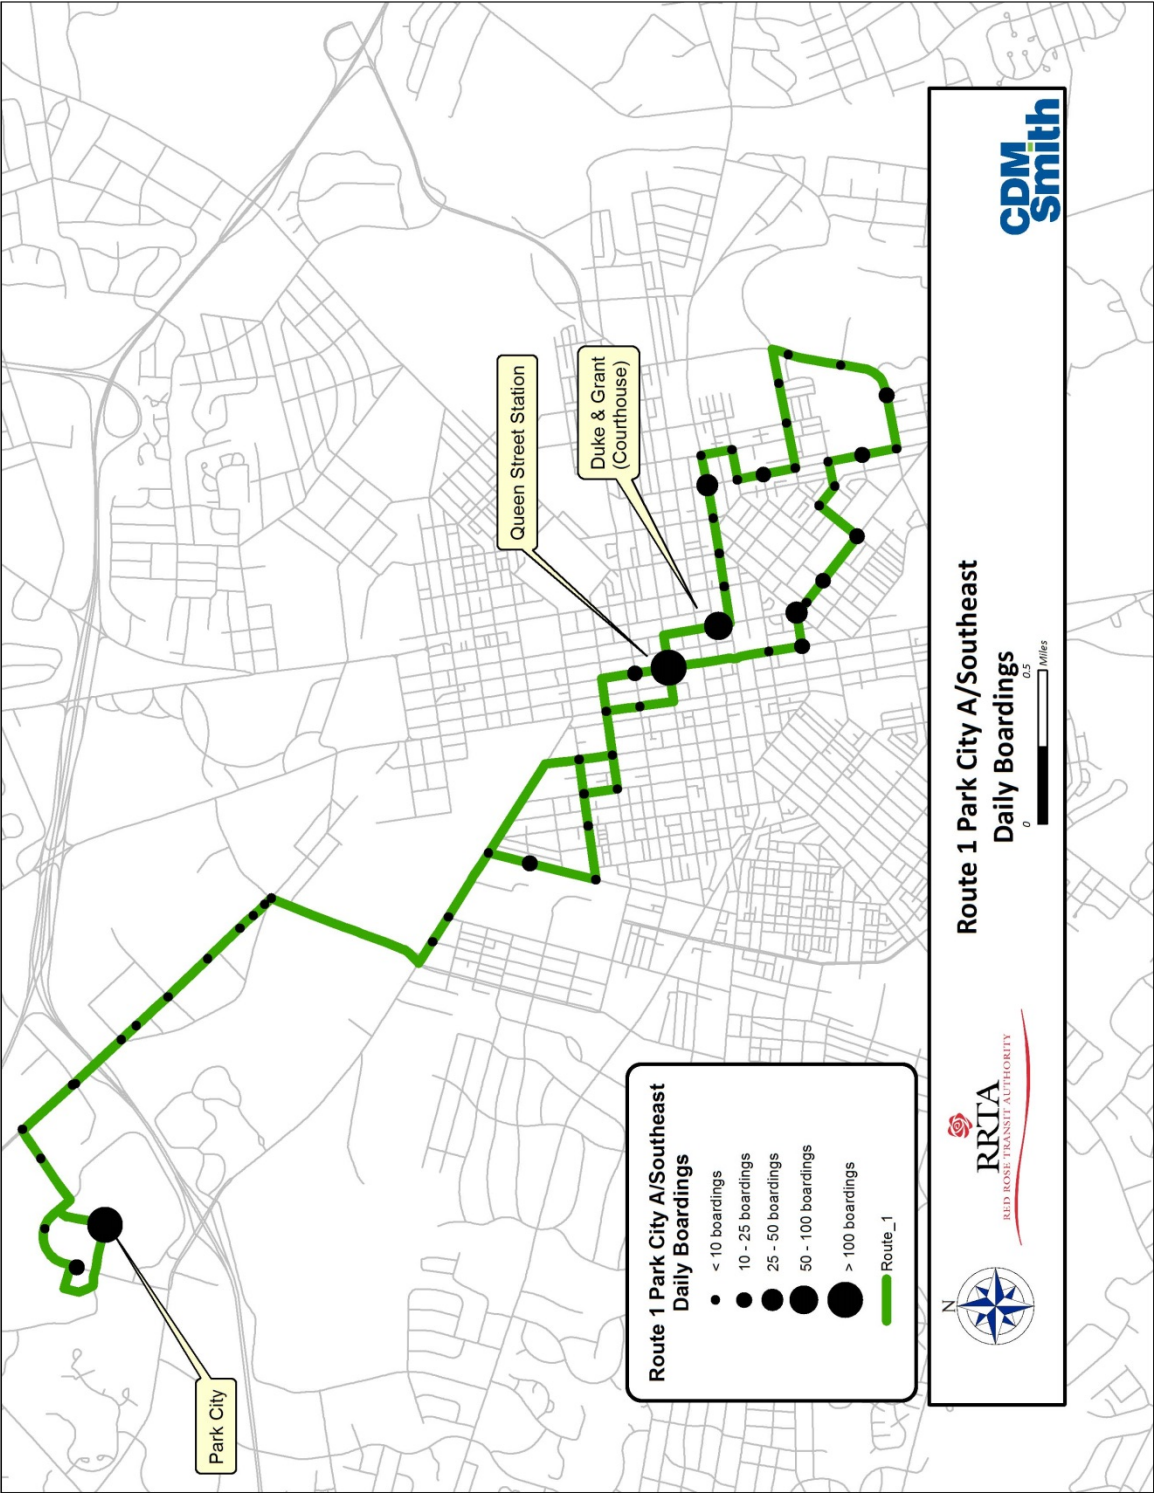 Park City
Queen Street Station
Duke & Grant
(Courthouse)
Route 1 Park City A/Southeast
Daily Boardings
< 10 boardings
10 - 25 boardings
25 - 50 boardings
50 - 100 boardings
> 100 boardings
Route_1
N
RRTA
RED ROSE TRANSIT AUTHORITY
Route 1 Park City A/Southeast
Daily Boardings
0
0.5
Miles
CDM
Smith